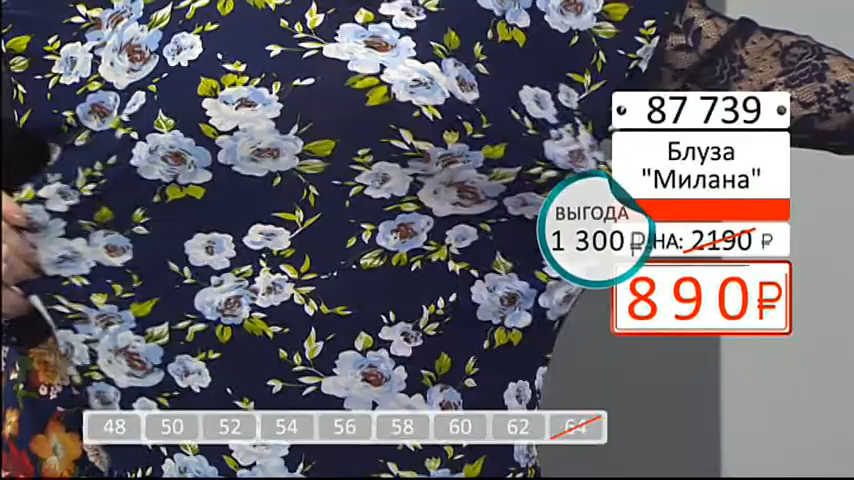 87 739
Блуза
"Милана"
ВЫГОДА
1 300₽
НА: 2190 ₽
890₽
48 50 52 54 56 58 60 62 64